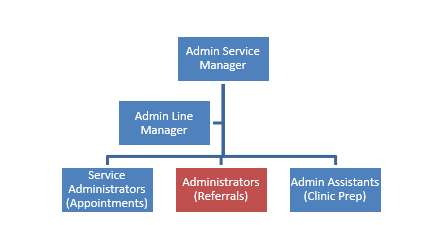 Admin Service
Manager
Admin Line
Manager
Service
Administrators
(Appointments)
Administrators
(Referrals)
Admin Assistants
(Clinic Prep)